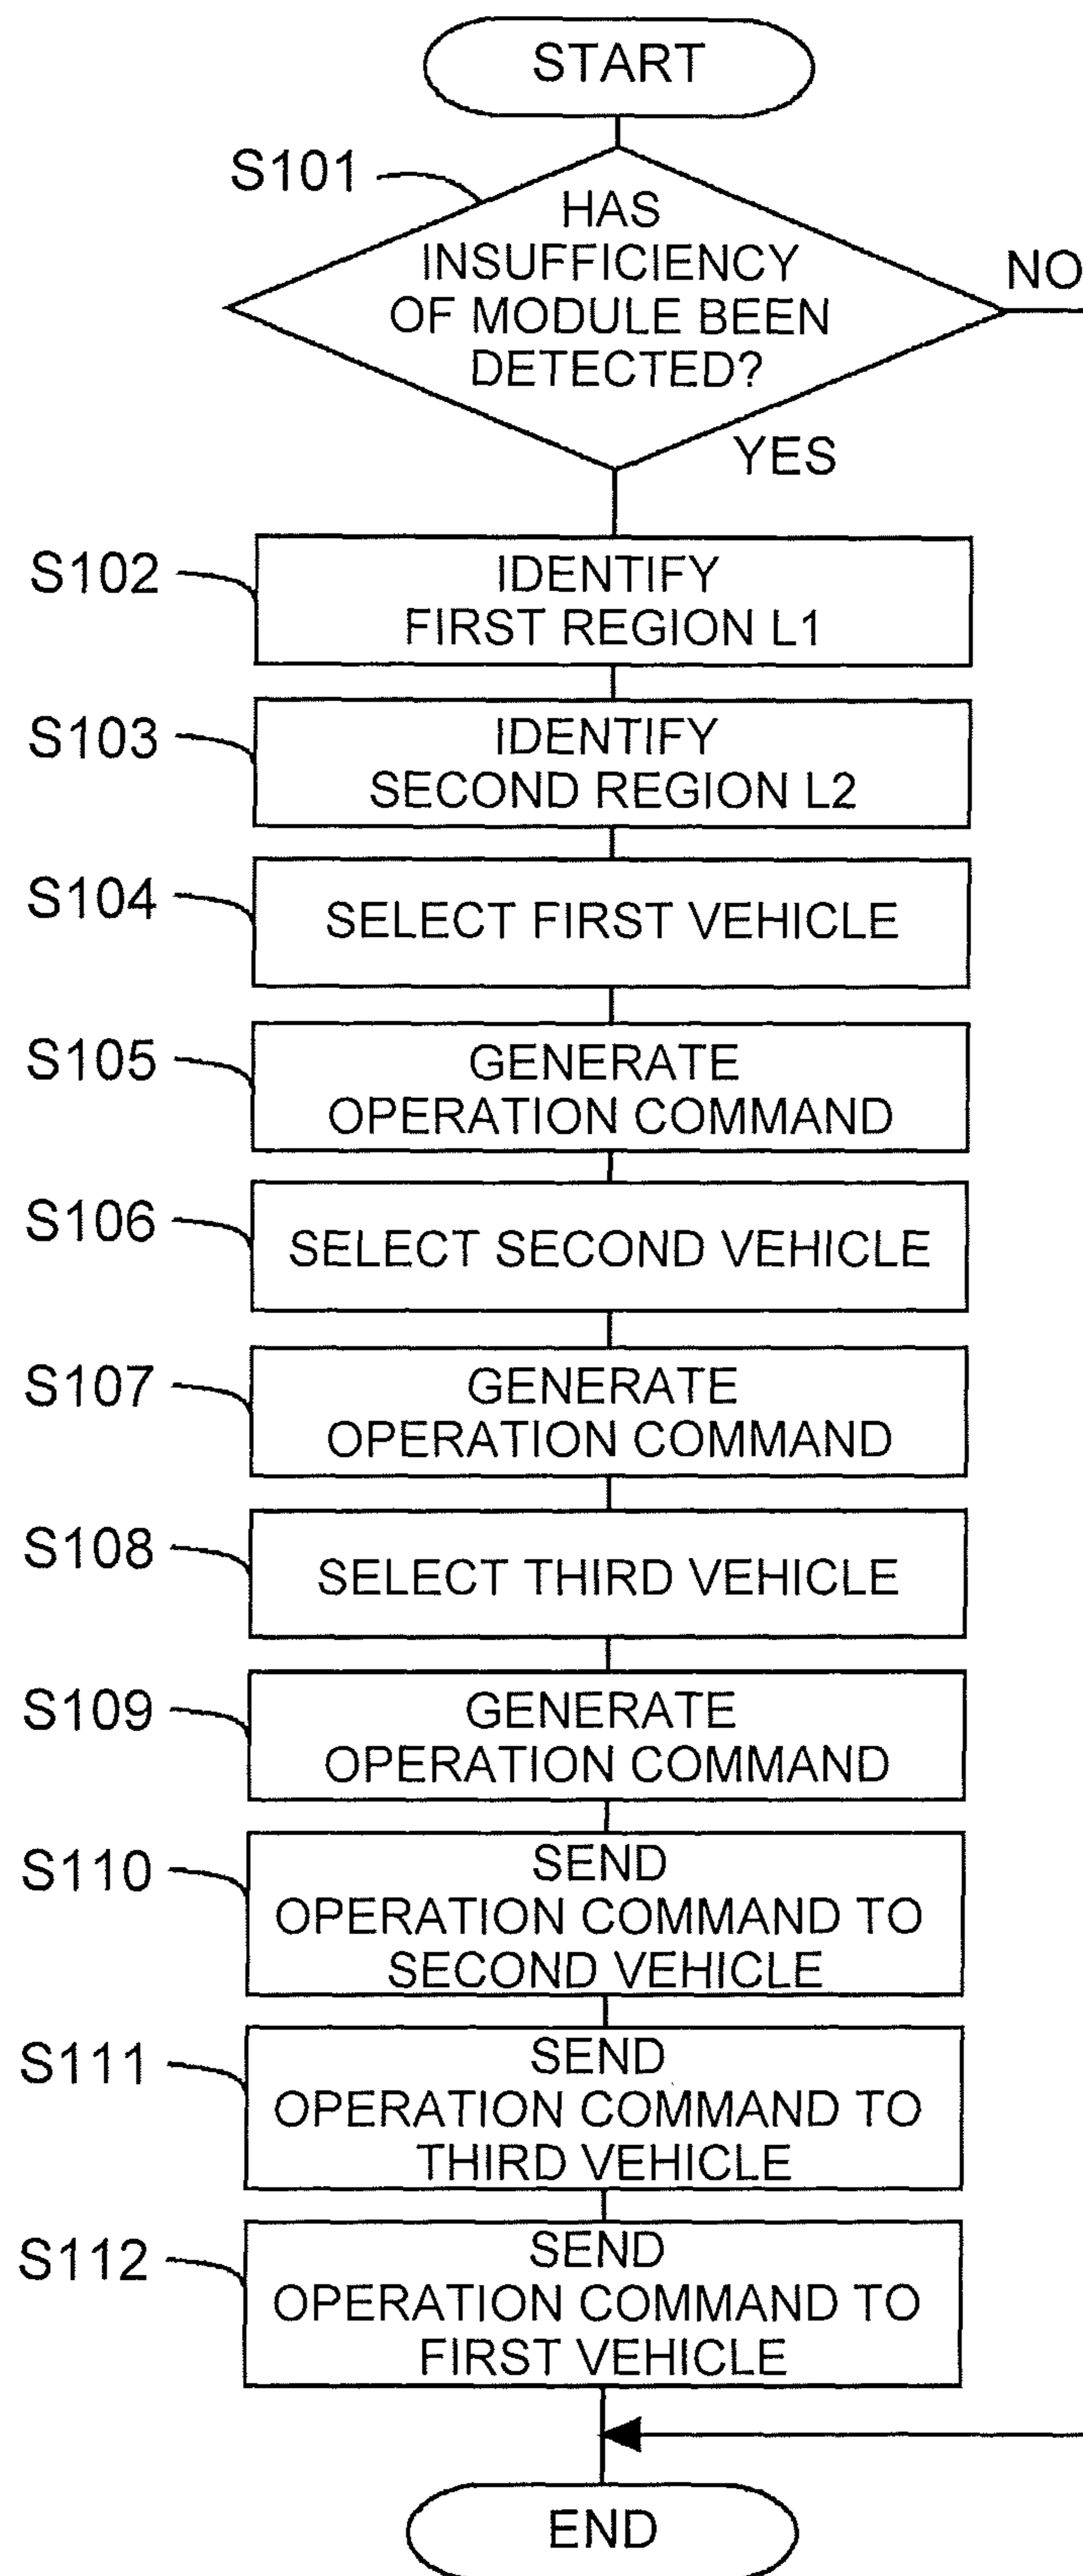 START
S101
HAS
INSUFFICIENCY
OF MODULE BEEN
DETECTED?
NO
YES
S102
IDENTIFY
FIRST REGION L1
S103
IDENTIFY
SECOND REGION L2
S104
SELECT FIRST VEHICLE
S105
GENERATE
OPERATION COMMAND
S106
SELECT SECOND VEHICLE
S107
GENERATE
OPERATION COMMAND
S108
SELECT THIRD VEHICLE
S109
GENERATE
OPERATION COMMAND
S110
SEND
OPERATION COMMAND TO
SECOND VEHICLE
S111
SEND
OPERATION COMMAND TO
THIRD VEHICLE
S112
SEND
OPERATION COMMAND TO
FIRST VEHICLE
END